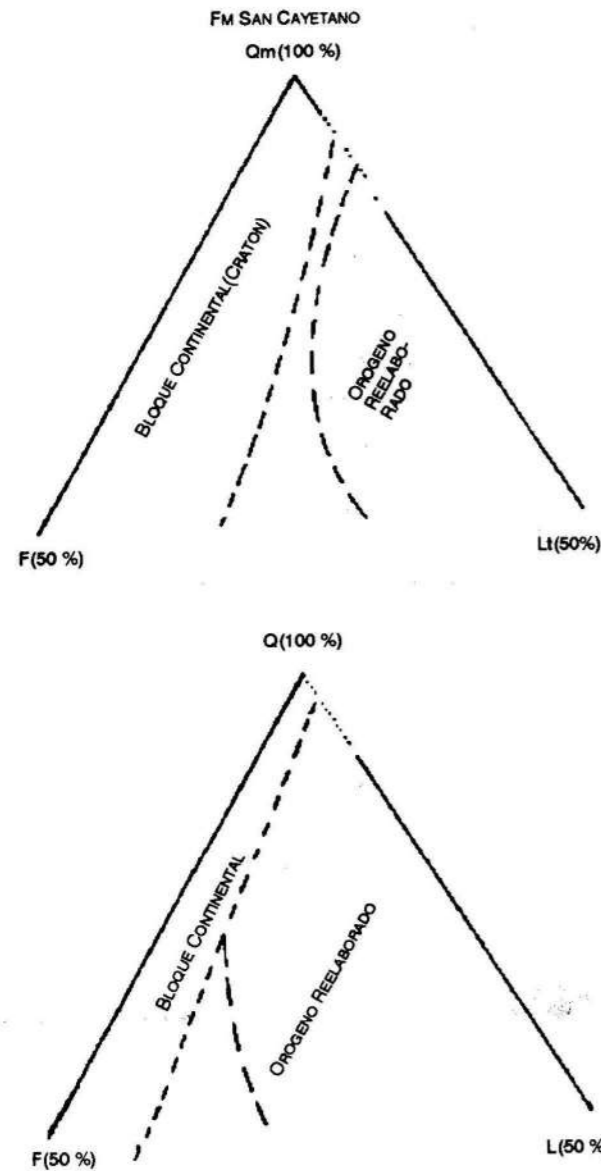 FM SAN CAYETANO
Qm(100 %)
BLOQUE CONTINENTAL(CRATON)
OROGENO
REELABO-
RADO
F(50 %)
Lt(50%)
Q(100 %)
BLOQUE CONTINENTAL
OROGENO REELABORADO
F(50 %)
L(50 %